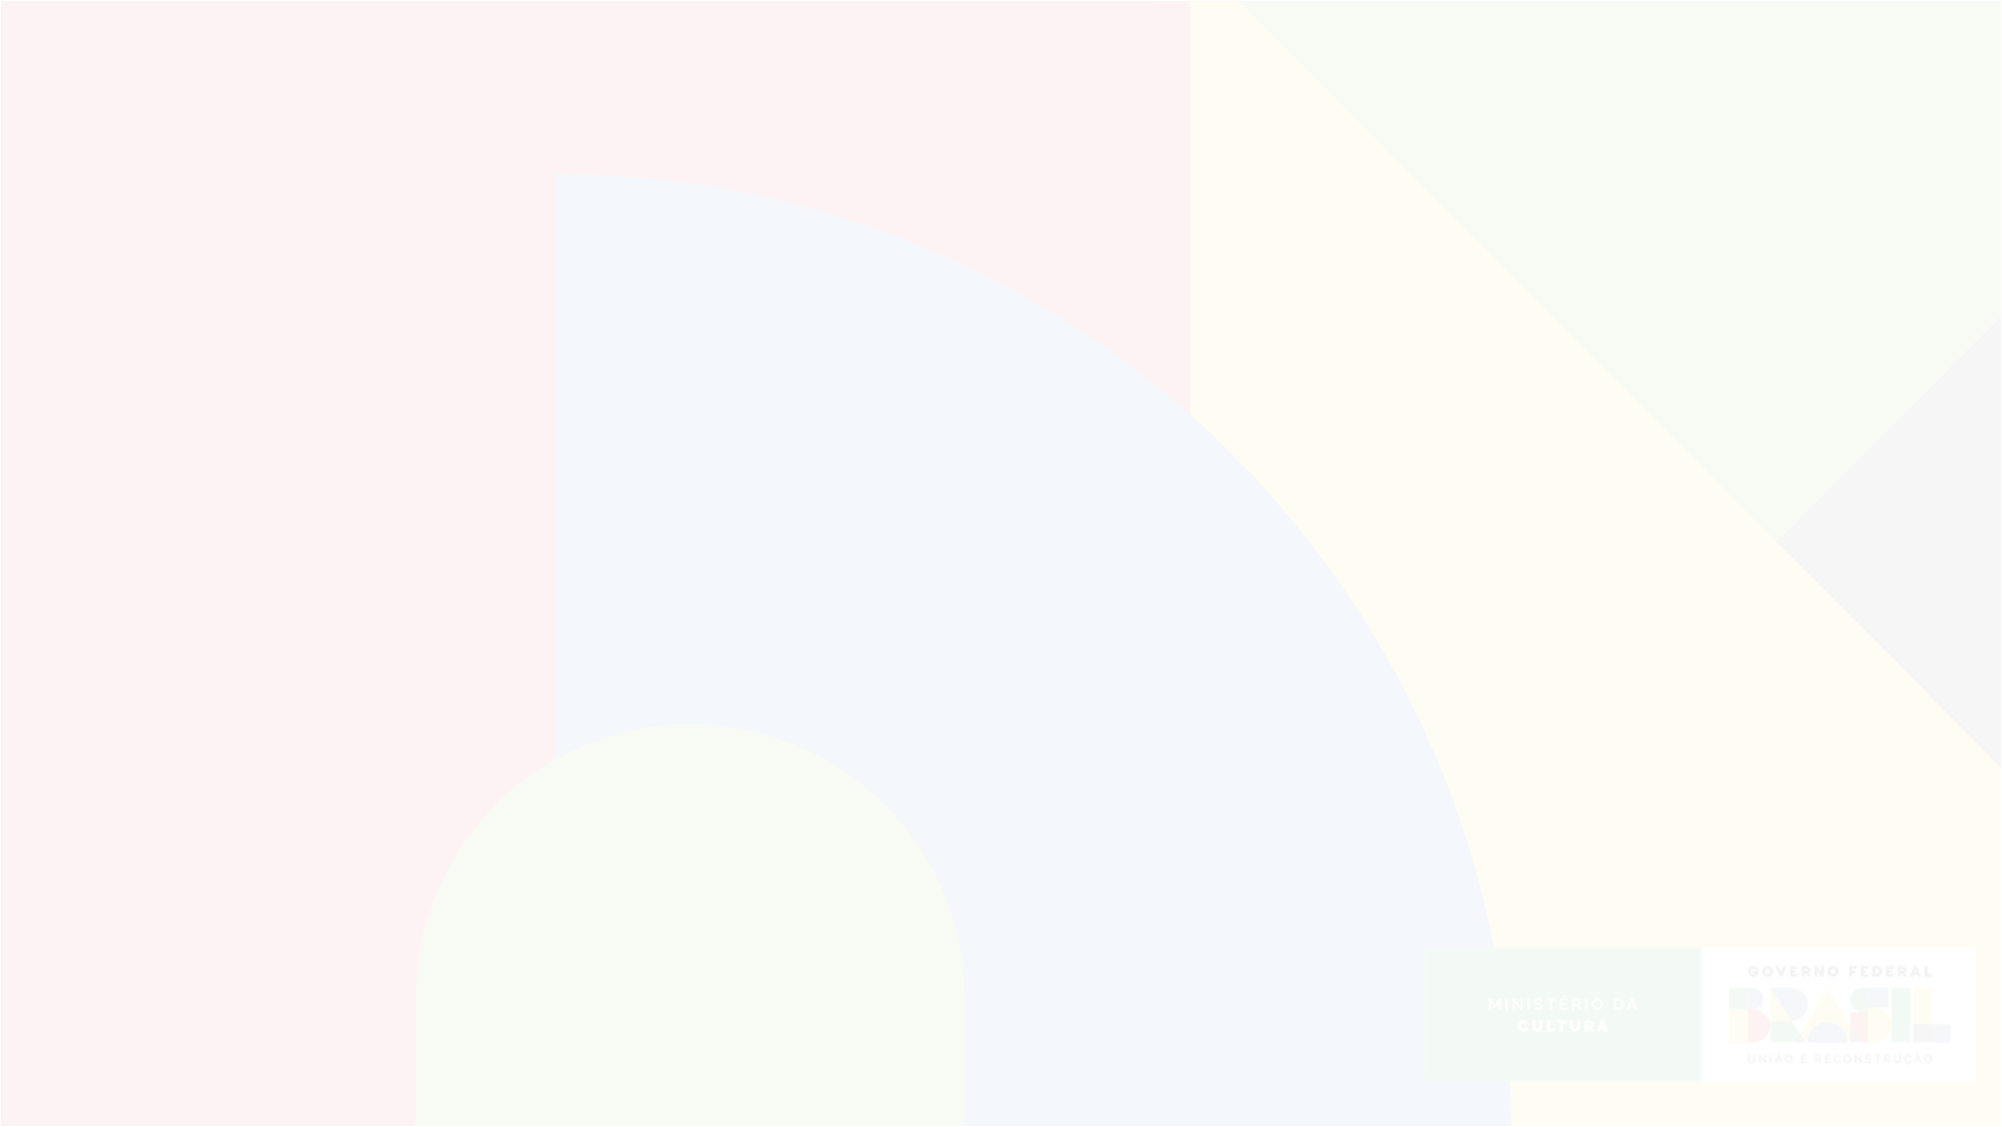 MINISTÉRIO DA
CULTURA
GOVERNO FEDERAL
BRASIL
UNIÃO E RECONSTRUÇÃO